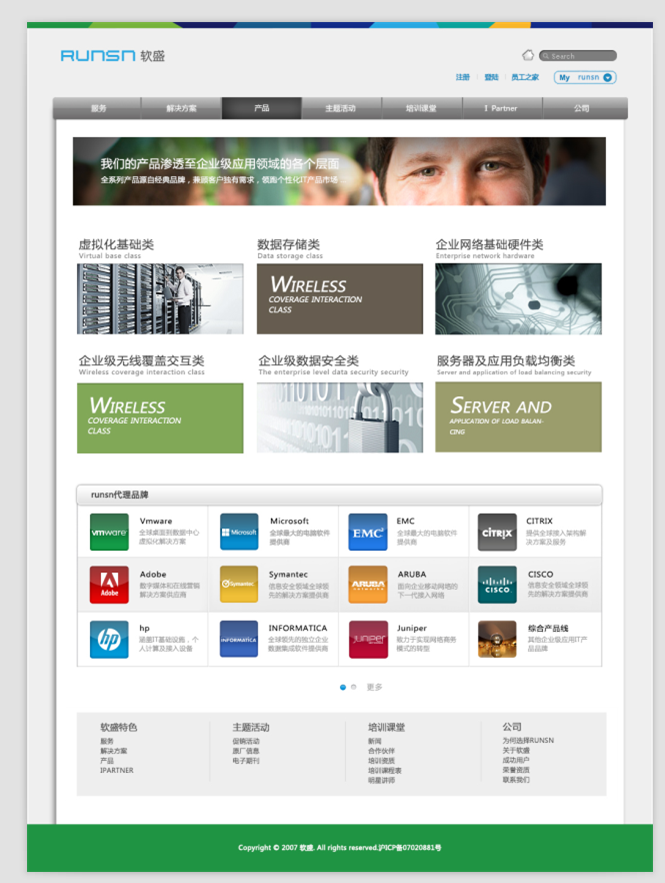 RUNSN 软盛
Search
注册 登陆 员工之家 My runsn
服务 解决方案 产品 主题活动 培训课堂 I Partner 公司
我们的产品渗透至企业级应用领域的各个层面
全系列产品源自经典品牌，兼顾客户独有需求，领跑个性化IT产品市场
虚拟化基础类 数据存储类 企业网络基础硬件类
Virtual base class Data storage class Enterprise network hardware
WIRELESS
COVERAGE INTERACTION
CLASS
企业级无线覆盖交互类 企业级数据安全类 服务器及应用负载均衡类
Wireless coverage interaction class The enterprise level data security security Server and application of load balancing security
WIRELESS
COVERAGE INTERACTION
CLASS
SERVER AND
APPLICATION OF LOAD BALAN-
CING
runsn代理品牌
vmware
Vmware
全球桌面到数据中心
虚拟化解决方案
Microsoft
Microsoft
全球最大的电脑软件
提供商
EMC²
EMC
全球最大的电脑软件
提供商
CITRIX
CITRIX
提供全球接入架构解
决方案及服务
Adobe
Adobe
数字媒体和在线营销
解决方案供应商
Symantec
Symantec
信息安全领域全球领
先的解决方案提供商
ARUBA
NETWORKS
ARUBA
面向企业移动网络的
下一代接入网络
CISCO
CISCO
信息安全领域全球领
先的解决方案提供商
hp
hp
涵盖IT基础设施，个
人计算及接入设备
INFORMATICA
INFORMATICA
全球领先的独立企业
数据集成软件提供商
Juniper
Juniper
致力于实现网络商务
模式的转型
综合产品线
其他企业级应用IT产
品品牌
更多
软盛特色
服务
解决方案
产品
IPARTNER
主题活动
促销活动
原厂信息
电子期刊
培训课堂
新闻
合作伙伴
培训资质
培训课程表
明星讲师
公司
为何选择RUNSN
关于软盛
成功用户
荣誉资质
联系我们
Copyright © 2007 软盛. All rights reserved.沪ICP备07020881号